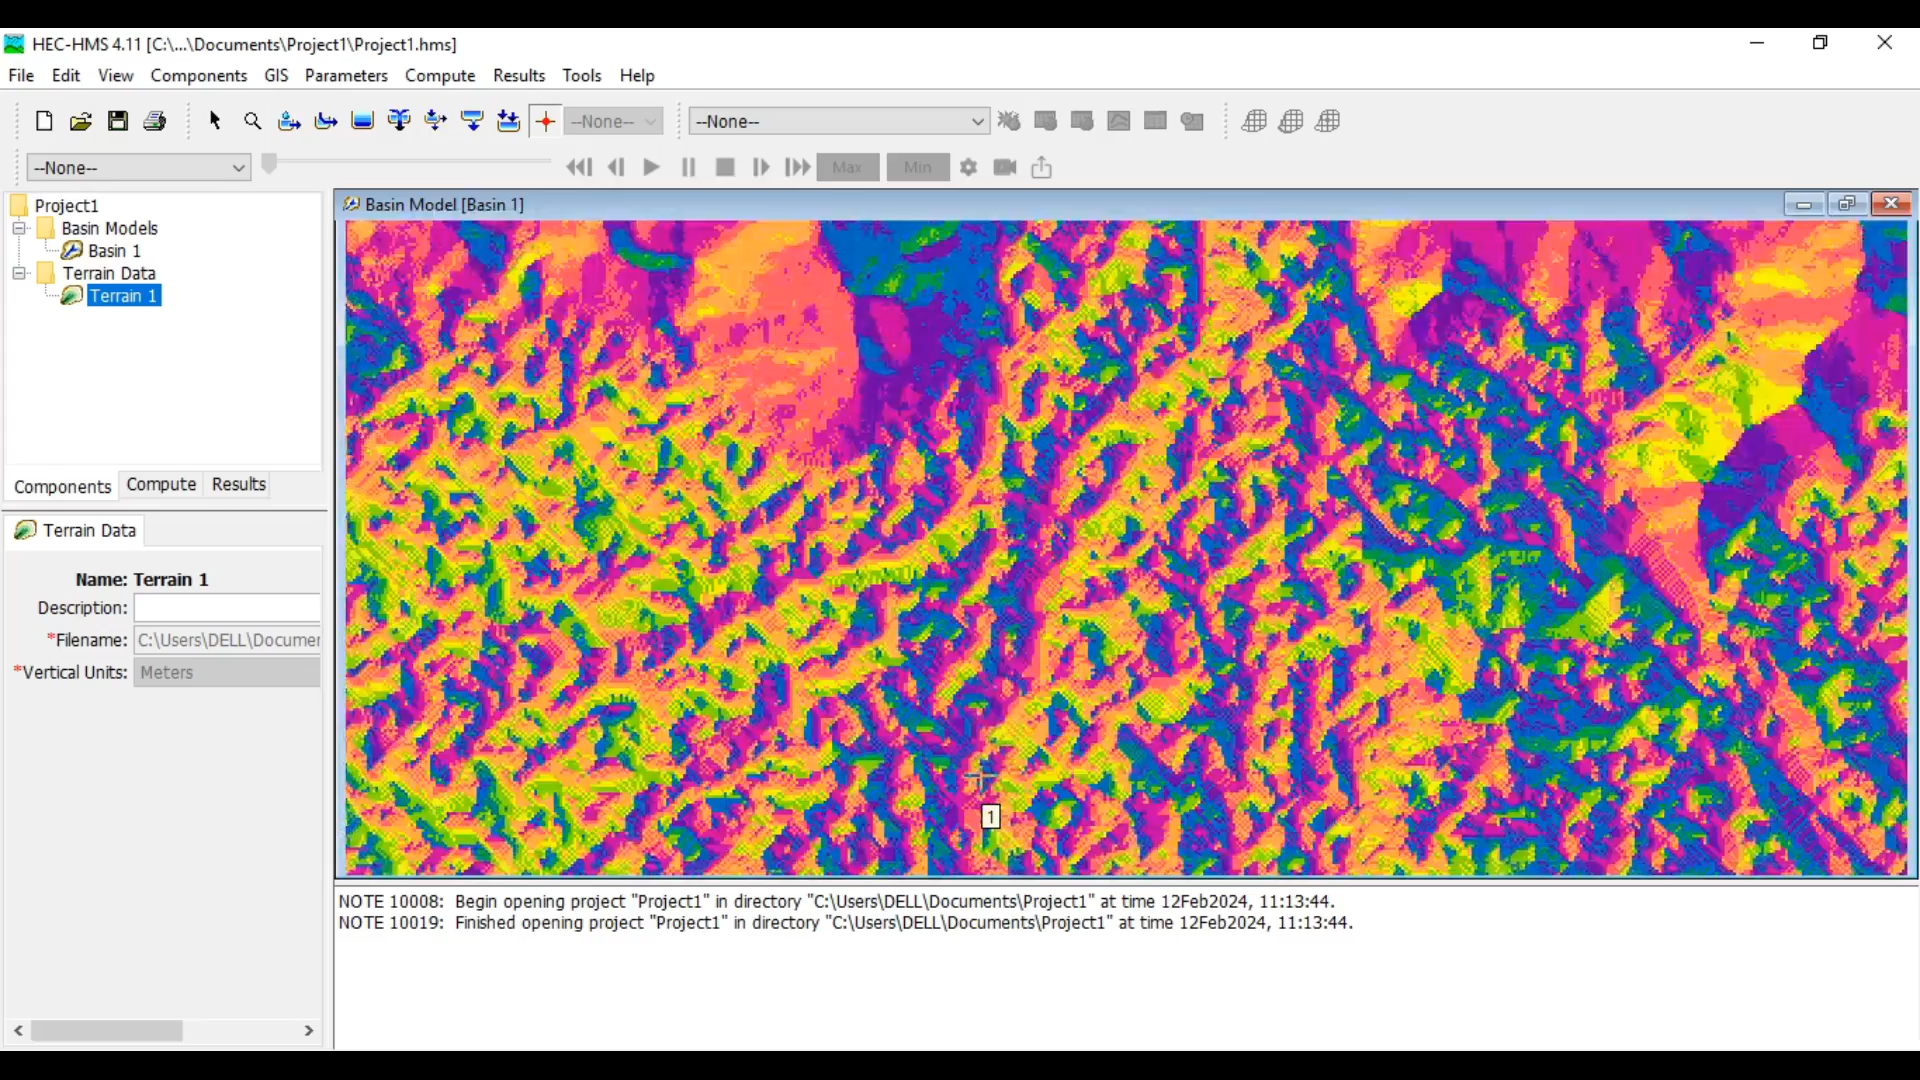 HEC-HMS 4.11 [C:\...\Documents\Project1\Project1.hms]
File Edit View Components GIS Parameters Compute Results Tools Help
--None-- --None--
--None-- Max Min
Project1
Basin Models
Basin 1
Terrain Data
Terrain 1
Components Compute Results
Terrain Data
Name: Terrain 1
Description:
*Filename: C:\Users\DELL\Documen
*Vertical Units: Meters
Basin Model [Basin 1]
1
NOTE 10008: Begin opening project "Project1" in directory "C:\Users\DELL\Documents\Project1" at time 12Feb2024, 11:13:44.
NOTE 10019: Finished opening project "Project1" in directory "C:\Users\DELL\Documents\Project1" at time 12Feb2024, 11:13:44.